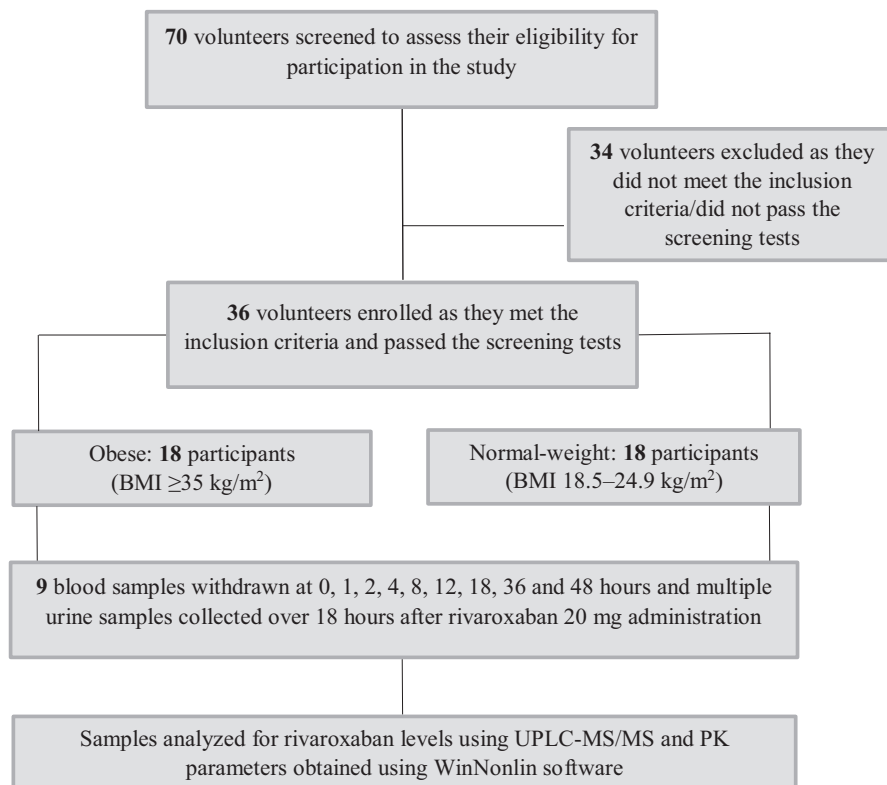 70 volunteers screened to assess their eligibility for
participation in the study
34 volunteers excluded as they
did not meet the inclusion
criteria/did not pass the
screening tests
36 volunteers enrolled as they met the
inclusion criteria and passed the screening tests
Obese: 18 participants
(BMI ≥35 kg/m²)
Normal-weight: 18 participants
(BMI 18.5–24.9 kg/m²)
9 blood samples withdrawn at 0, 1, 2, 4, 8, 12, 18, 36 and 48 hours and multiple
urine samples collected over 18 hours after rivaroxaban 20 mg administration
Samples analyzed for rivaroxaban levels using UPLC-MS/MS and PK
parameters obtained using WinNonlin software